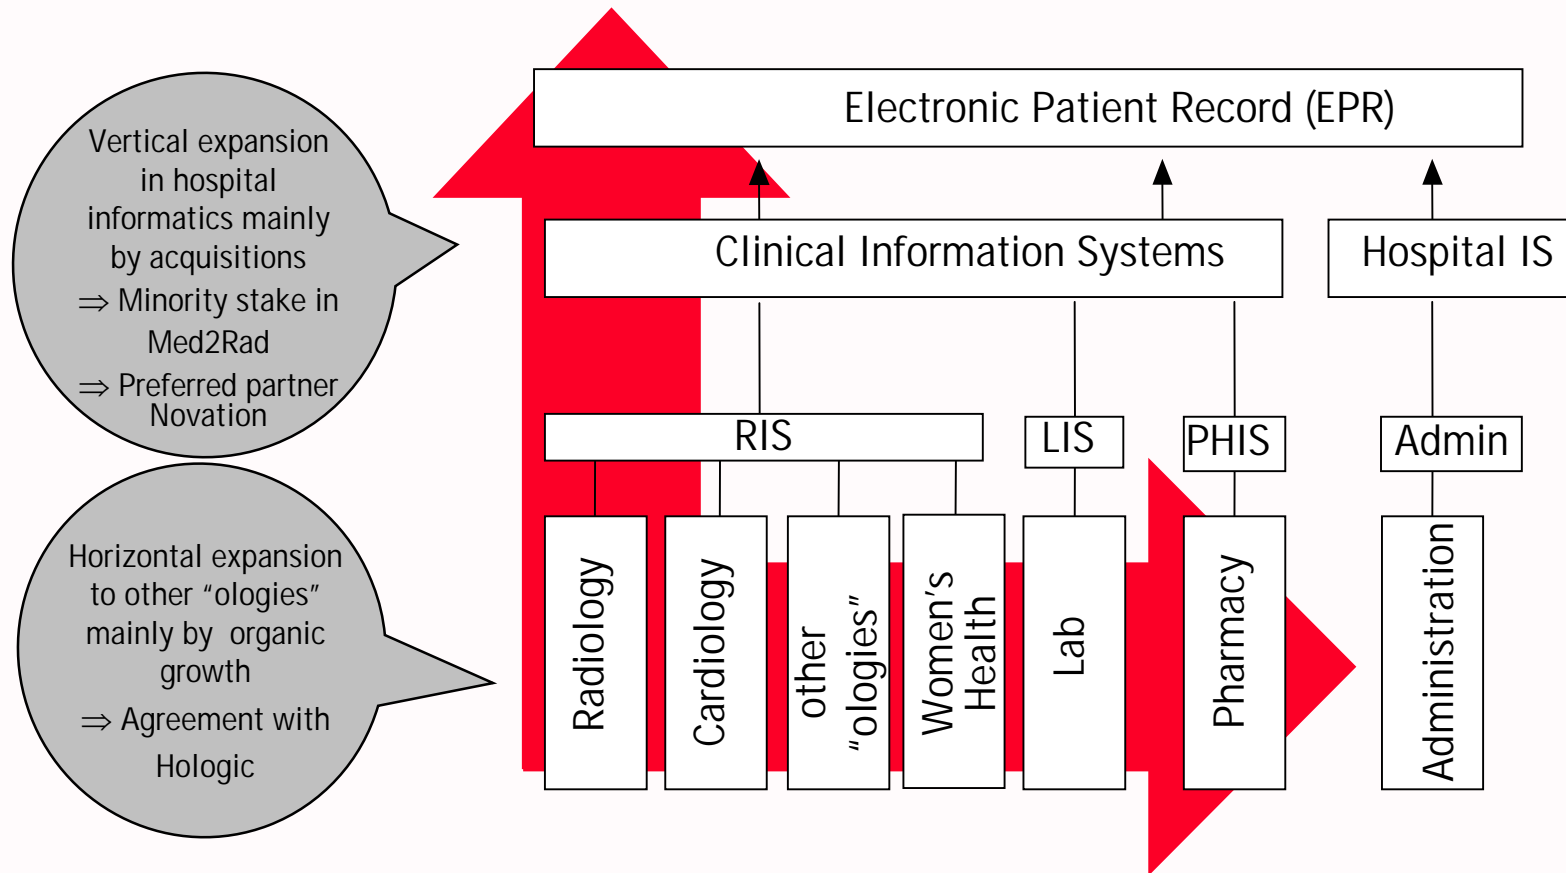 Vertical expansion
in hospital
informatics mainly
by acquisitions
⇒ Minority stake in
Med2Rad
⇒ Preferred partner
Novation
Horizontal expansion
to other “ologies”
mainly by organic
growth
⇒ Agreement with
Hologic
Electronic Patient Record (EPR)
Clinical Information Systems
Hospital IS
RIS
LIS
PHIS
Admin
Radiology
Cardiology
other
“ologies”
Women’s
Health
Lab
Pharmacy
Administration